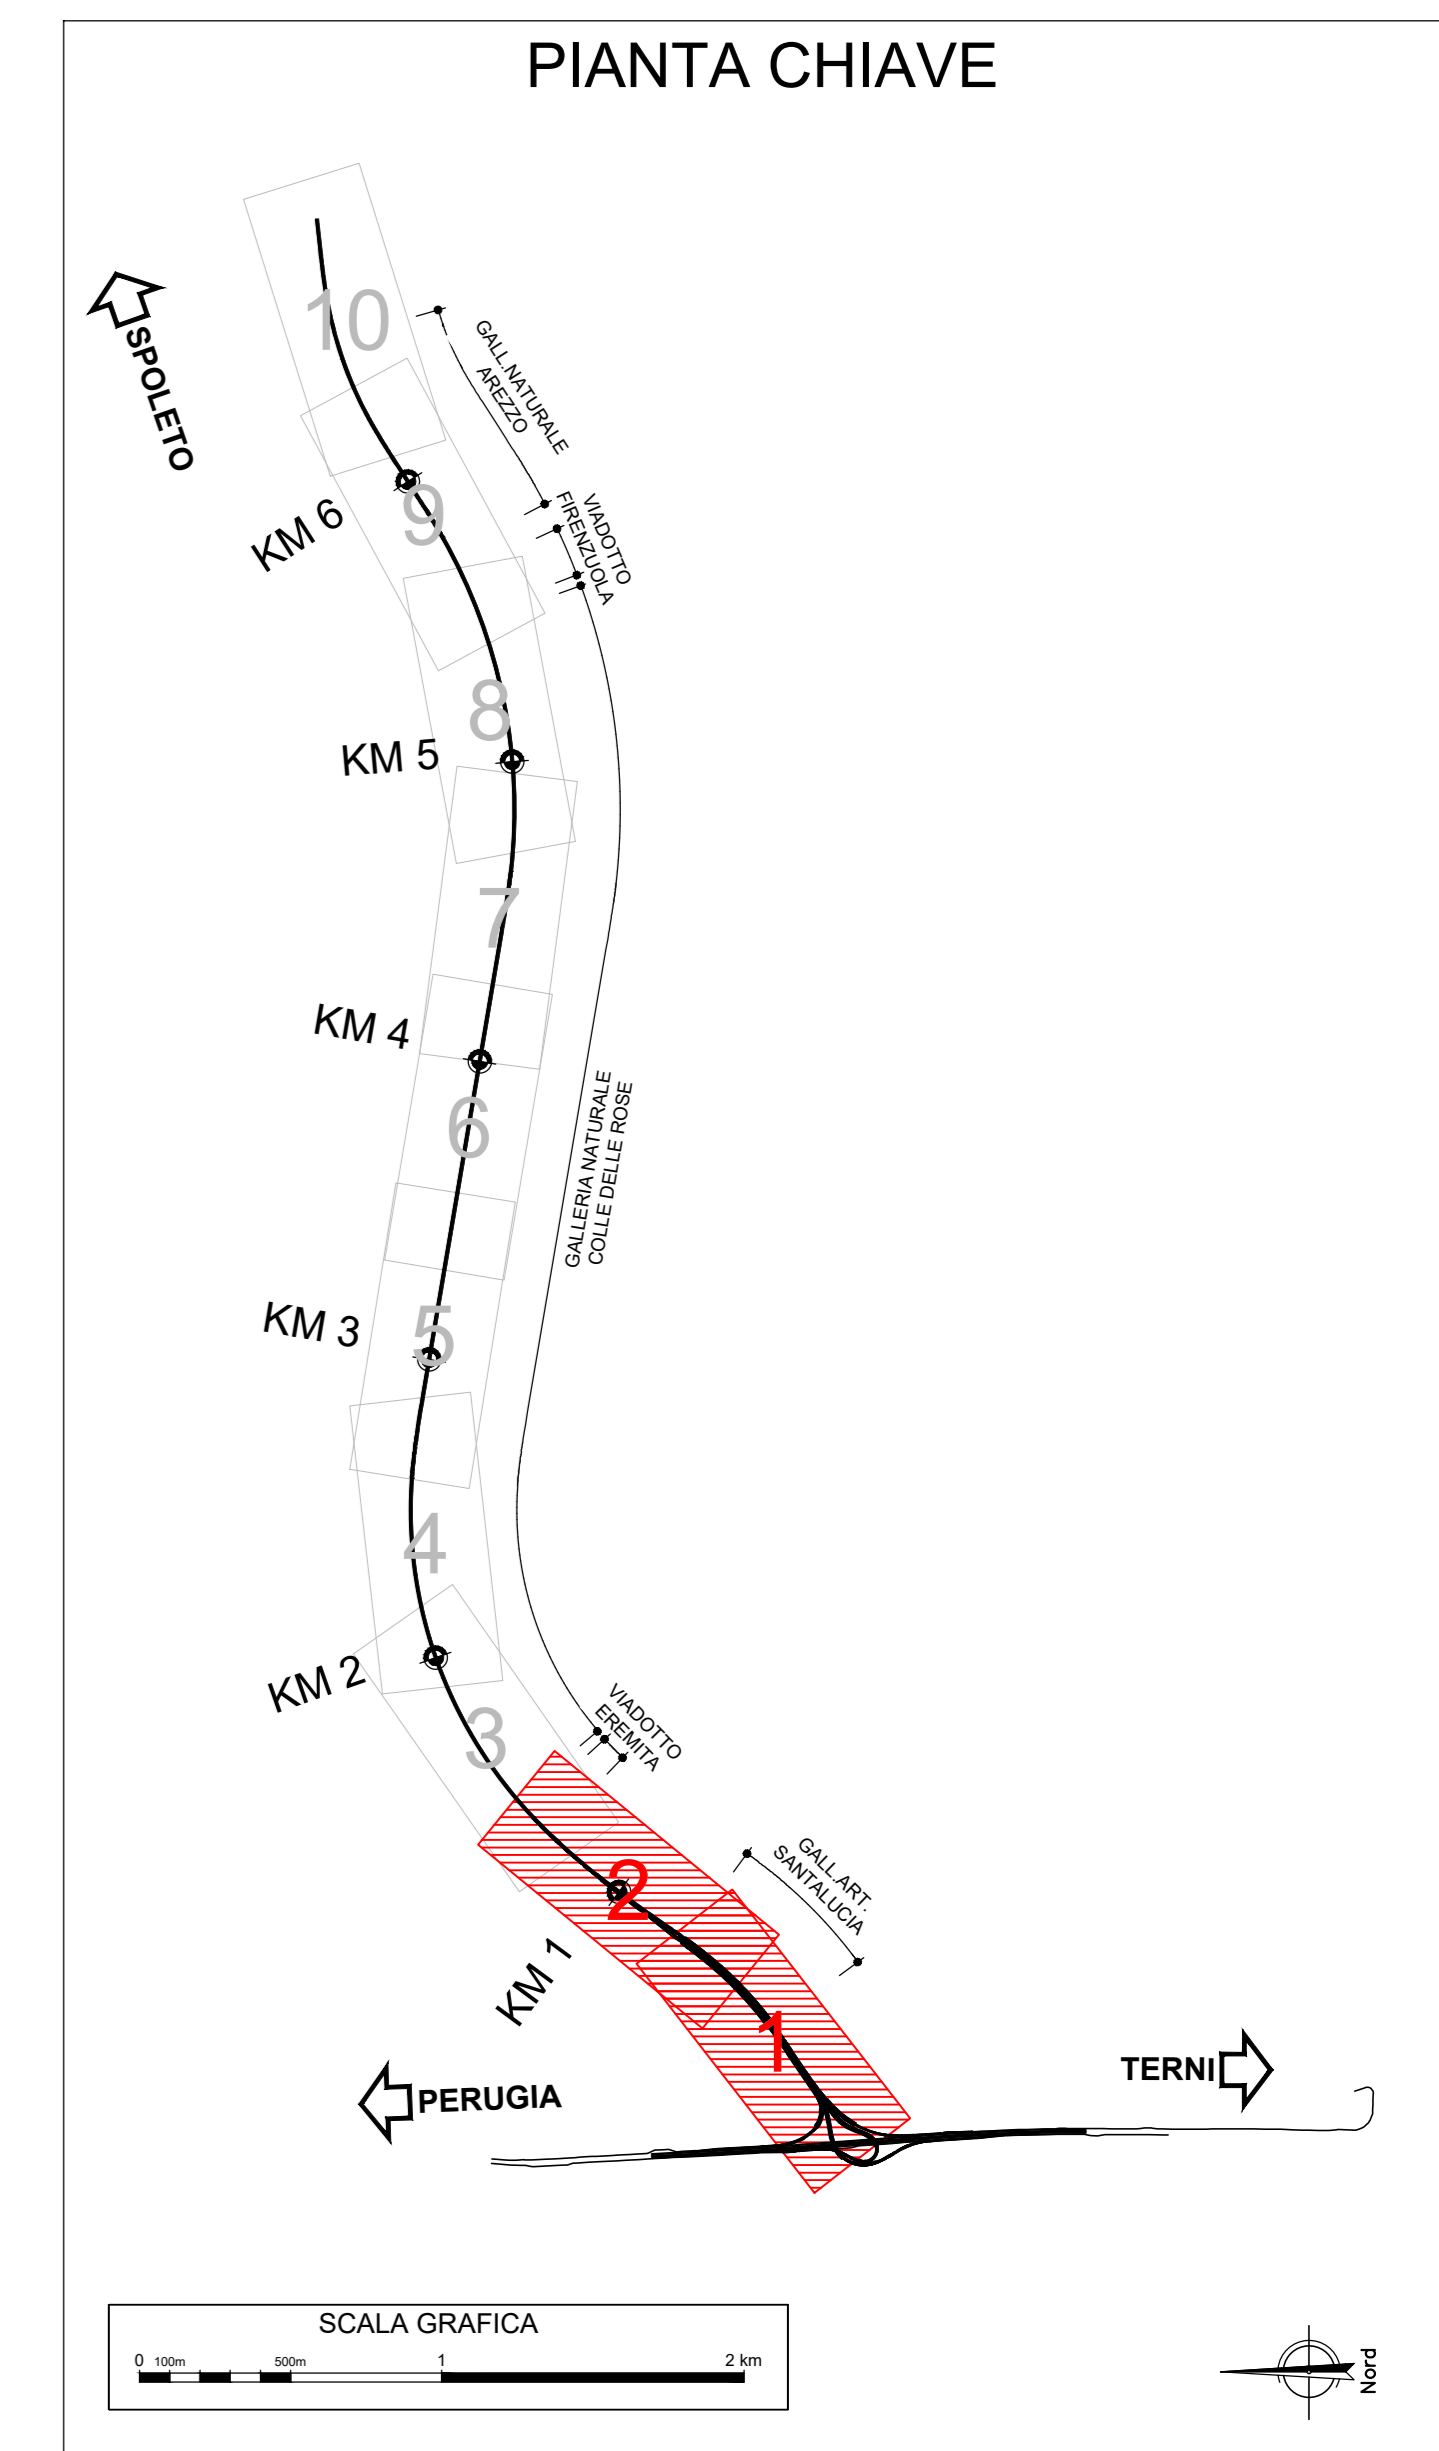 PIANTA CHIAVE
10
SPOLETO
GALL.NATURALE
AREZZO
9
KM 6
VIADOTTO
FIRENZUOLA
8
KM 5
7
KM 4
6
GALLERIA NATURALE
COLLE DELLE ROSE
5
KM 3
4
KM 2
3
VIADOTTO
EREMITA
2
KM 1
GALL.ART.
SANTALUCIA
1
PERUGIA
TERNI
SCALA GRAFICA
0 100m 500m 1 2 km
Nord